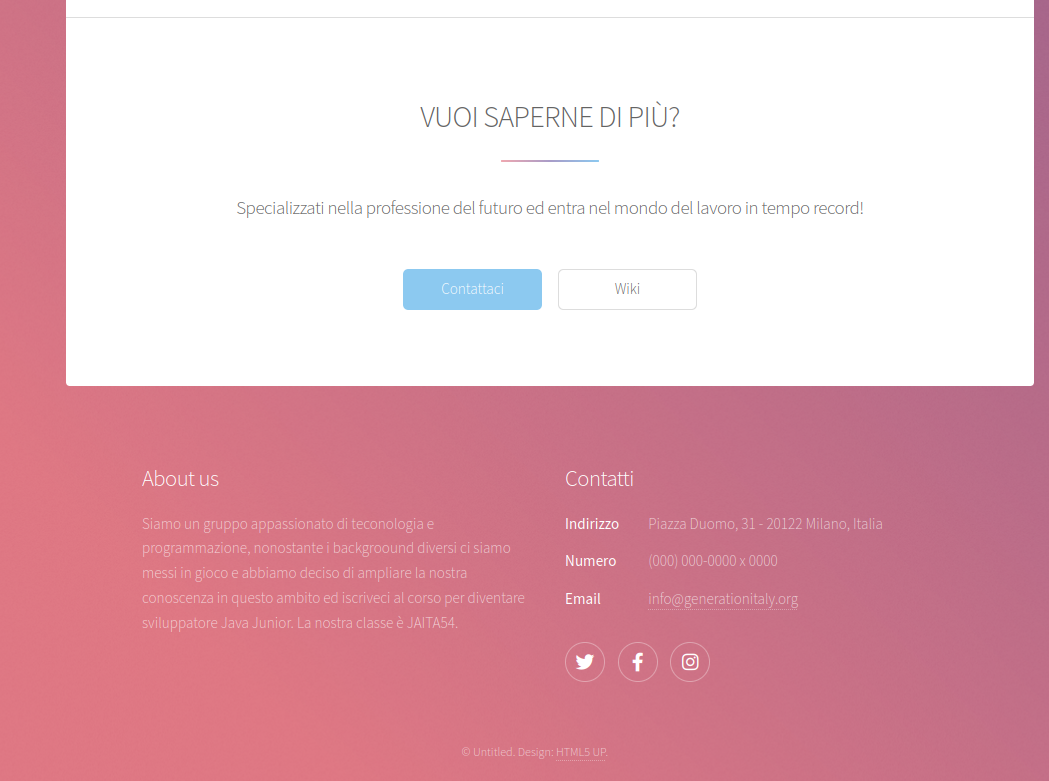 VUOI SAPERNE DI PIÙ?
Specializzati nella professione del futuro ed entra nel mondo del lavoro in tempo record!
Contattaci
Wiki
About us
Siamo un gruppo appassionato di teconologia e
programmazione, nonostante i backgroound diversi ci siamo
messi in gioco e abbiamo deciso di ampliare la nostra
conoscenza in questo ambito ed iscriveci al corso per diventare
sviluppatore Java Junior. La nostra classe è JAITA54.
Contatti
Indirizzo Piazza Duomo, 31 - 20122 Milano, Italia
Numero (000) 000-0000 x 0000
Email info@generationitaly.org
© Untitled. Design: HTML5 UP.